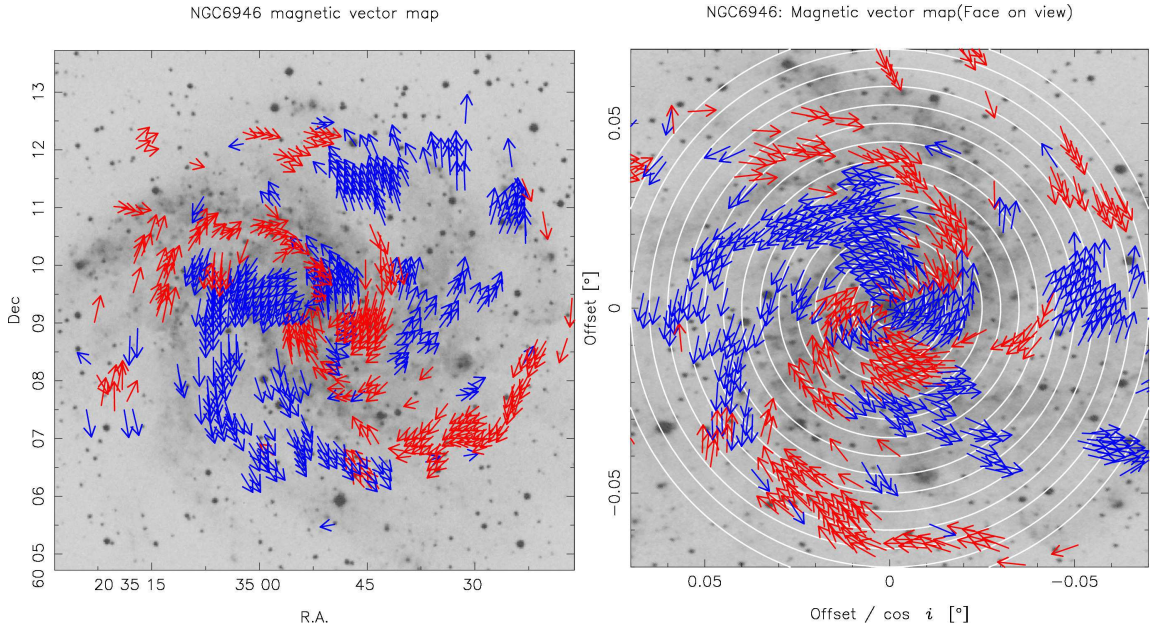 NGC6946 magnetic vector map
NGC6946: Magnetic vector map(Face on view)
Dec
13
12
11
10
09
08
07
06
60 05
20 35 15
35 00
45
30
R.A.
Offset [°]
0.05
0
−0.05
0.05
0
−0.05
Offset / cos i [°]